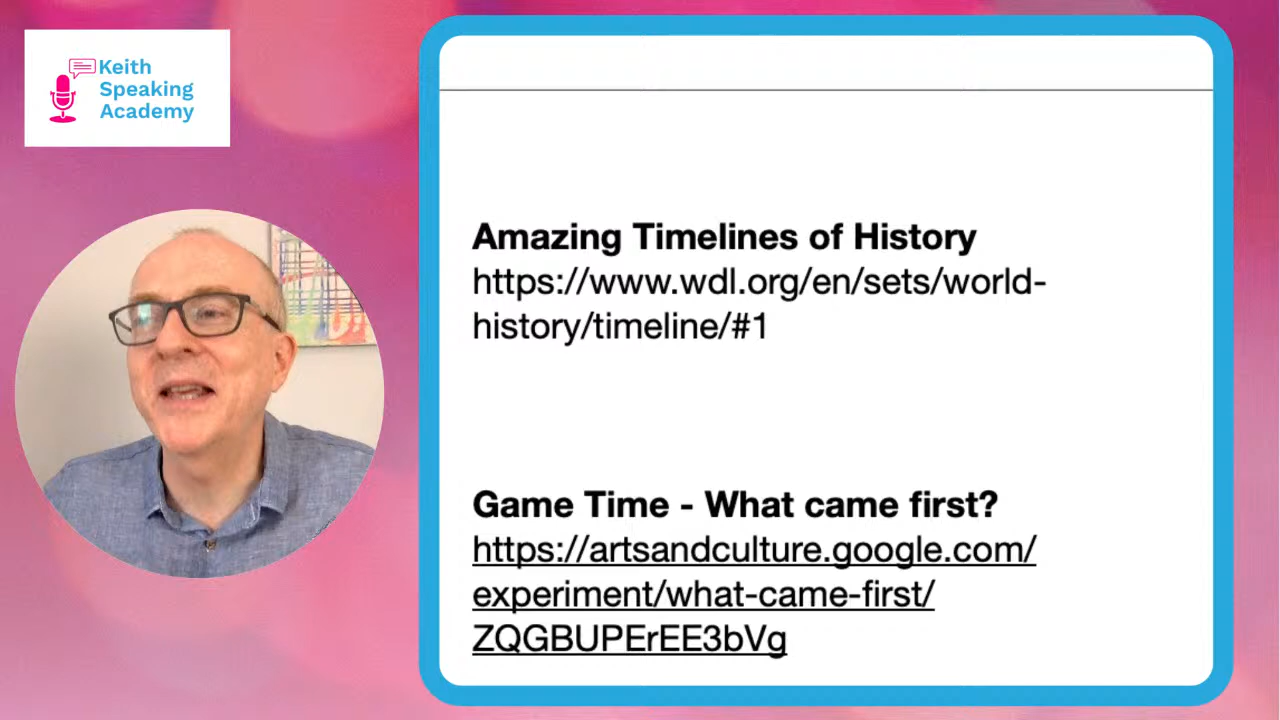 Keith
Speaking
Academy
Amazing Timelines of History
https://www.wdl.org/en/sets/world-
history/timeline/#1
Game Time - What came first?
https://artsandculture.google.com/
experiment/what-came-first/
ZQGBUPErEE3bVg